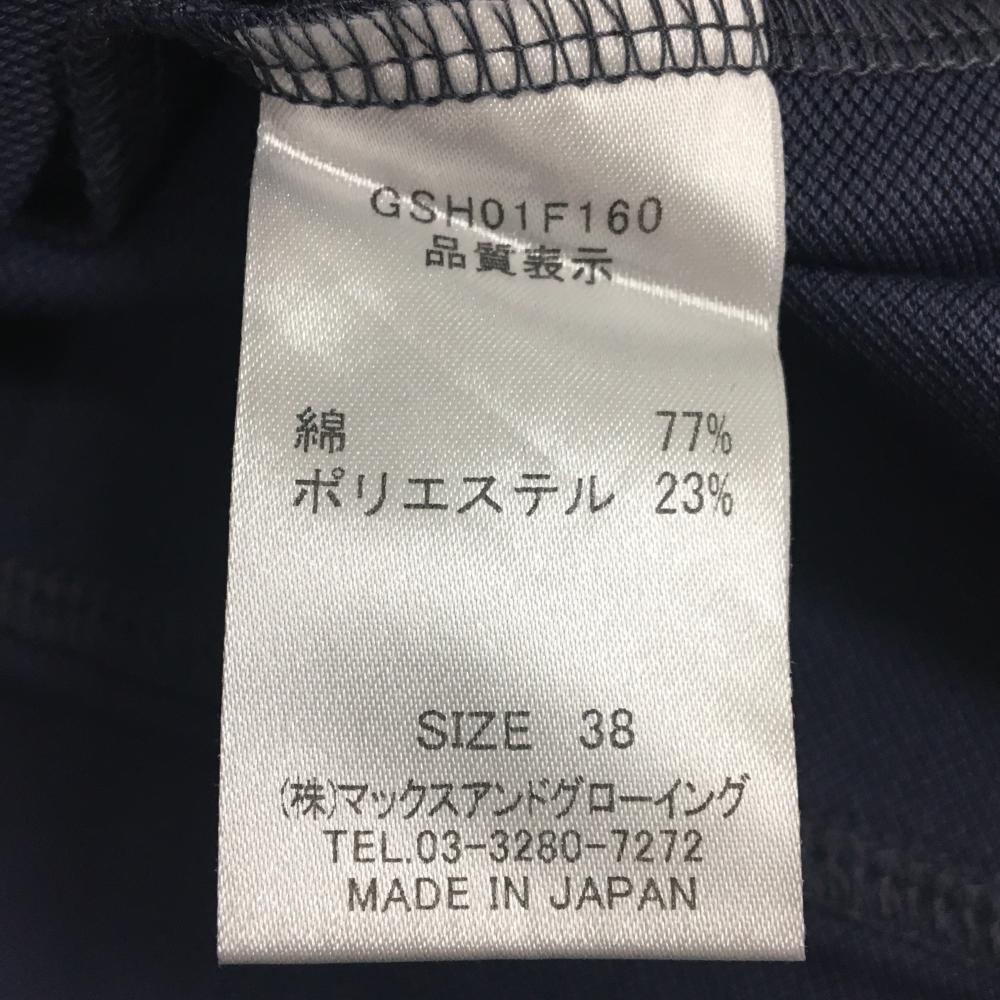 GSH01F160
品質表示
綿 77%
ポリエステル 23%
SIZE 38
(株)マックスアンドグローイング
TEL.03-3280-7272
MADE IN JAPAN